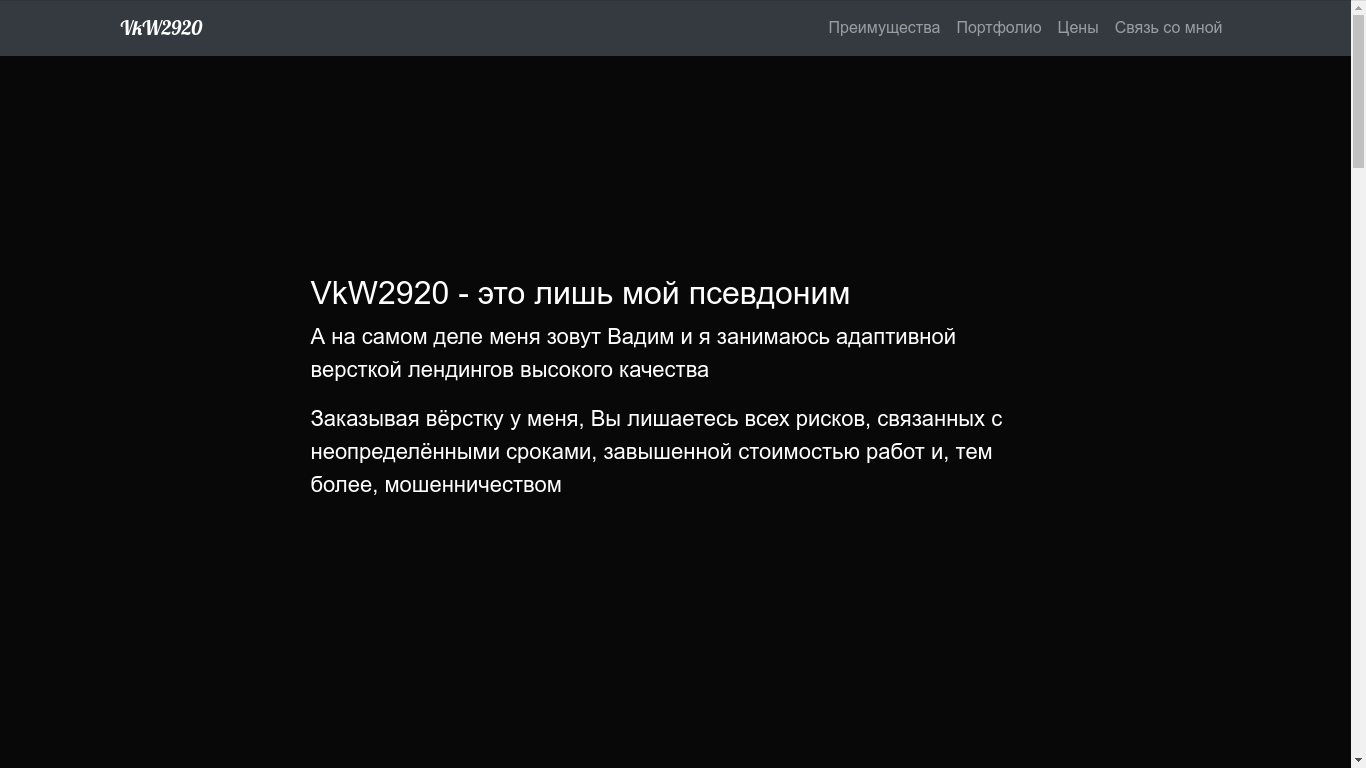 VkW2920
Преимущества Портфолио Цены Связь со мной
VkW2920 - это лишь мой псевдоним
А на самом деле меня зовут Вадим и я занимаюсь адаптивной
версткой лендингов высокого качества
Заказывая вёрстку у меня, Вы лишаетесь всех рисков, связанных с
неопределёнными сроками, завышенной стоимостью работ и, тем
более, мошенничеством